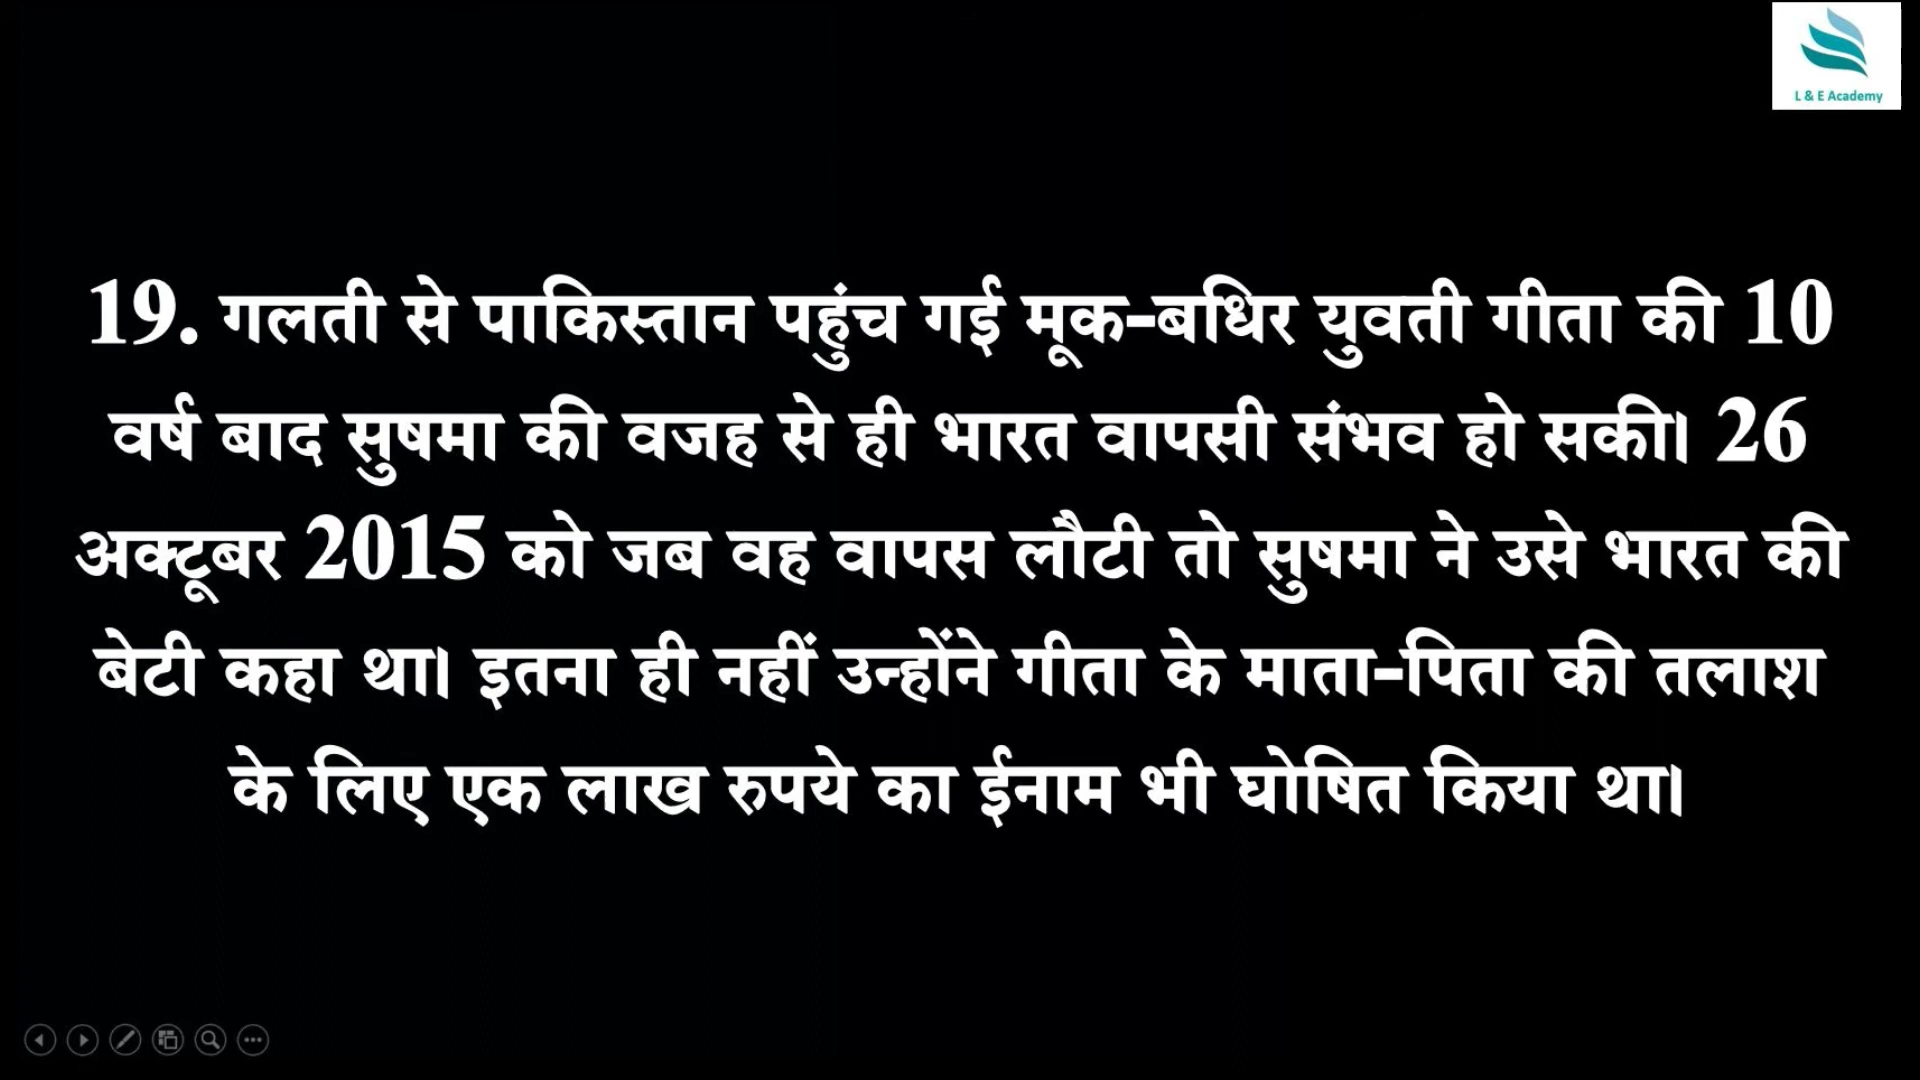 L & E Academy
19. गलती से पाकिस्तान पहुंच गई मूक-बधिर युवती गीता की 10
वर्ष बाद सुषमा की वजह से ही भारत वापसी संभव हो सकी। 26
अक्टूबर 2015 को जब वह वापस लौटी तो सुषमा ने उसे भारत की
बेटी कहा था। इतना ही नहीं उन्होंने गीता के माता-पिता की तलाश
के लिए एक लाख रुपये का ईनाम भी घोषित किया था।